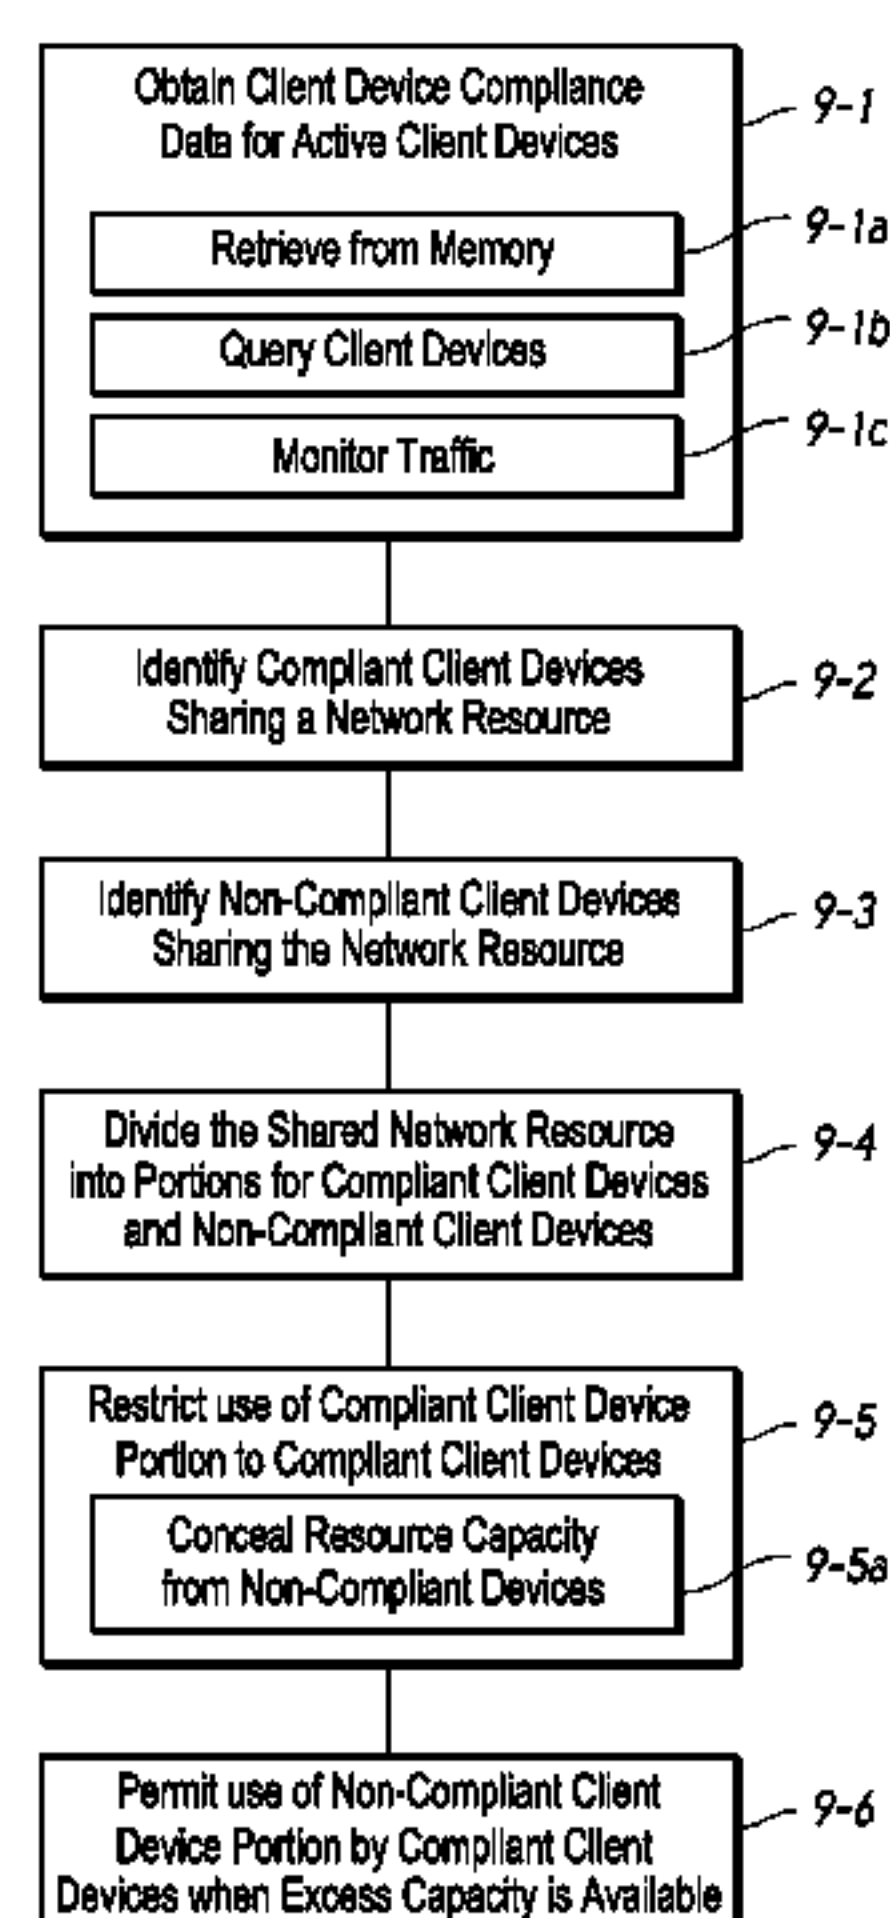 Obtain Client Device Compliance
Data for Active Client Devices
9-1
Retrieve from Memory
9-1a
Query Client Devices
9-1b
Monitor Traffic
9-1c
Identify Compliant Client Devices
Sharing a Network Resource
9-2
Identify Non-Compliant Client Devices
Sharing the Network Resource
9-3
Divide the Shared Network Resource
into Portions for Compliant Client Devices
and Non-Compliant Client Devices
9-4
Restrict use of Compliant Client Device
Portion to Compliant Client Devices
9-5
Conceal Resource Capacity
from Non-Compliant Devices
9-5a
Permit use of Non-Compliant Client
Device Portion by Compliant Client
Devices when Excess Capacity is Available
9-6